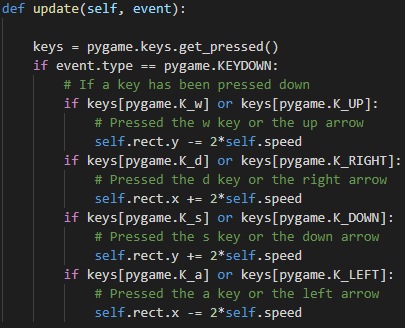 def update(self, event):
keys = pygame.keys.get_pressed()
if event.type == pygame.KEYDOWN:
# If a key has been pressed down
if keys[pygame.K_w] or keys[pygame.K_UP]:
# Pressed the w key or the up arrow
self.rect.y -= 2*self.speed
if keys[pygame.K_d] or keys[pygame.K_RIGHT]:
# Pressed the d key or the right arrow
self.rect.x += 2*self.speed
if keys[pygame.K_s] or keys[pygame.K_DOWN]:
# Pressed the s key or the down arrow
self.rect.y += 2*self.speed
if keys[pygame.K_a] or keys[pygame.K_LEFT]:
# Pressed the a key or the left arrow
self.rect.x -= 2*self.speed